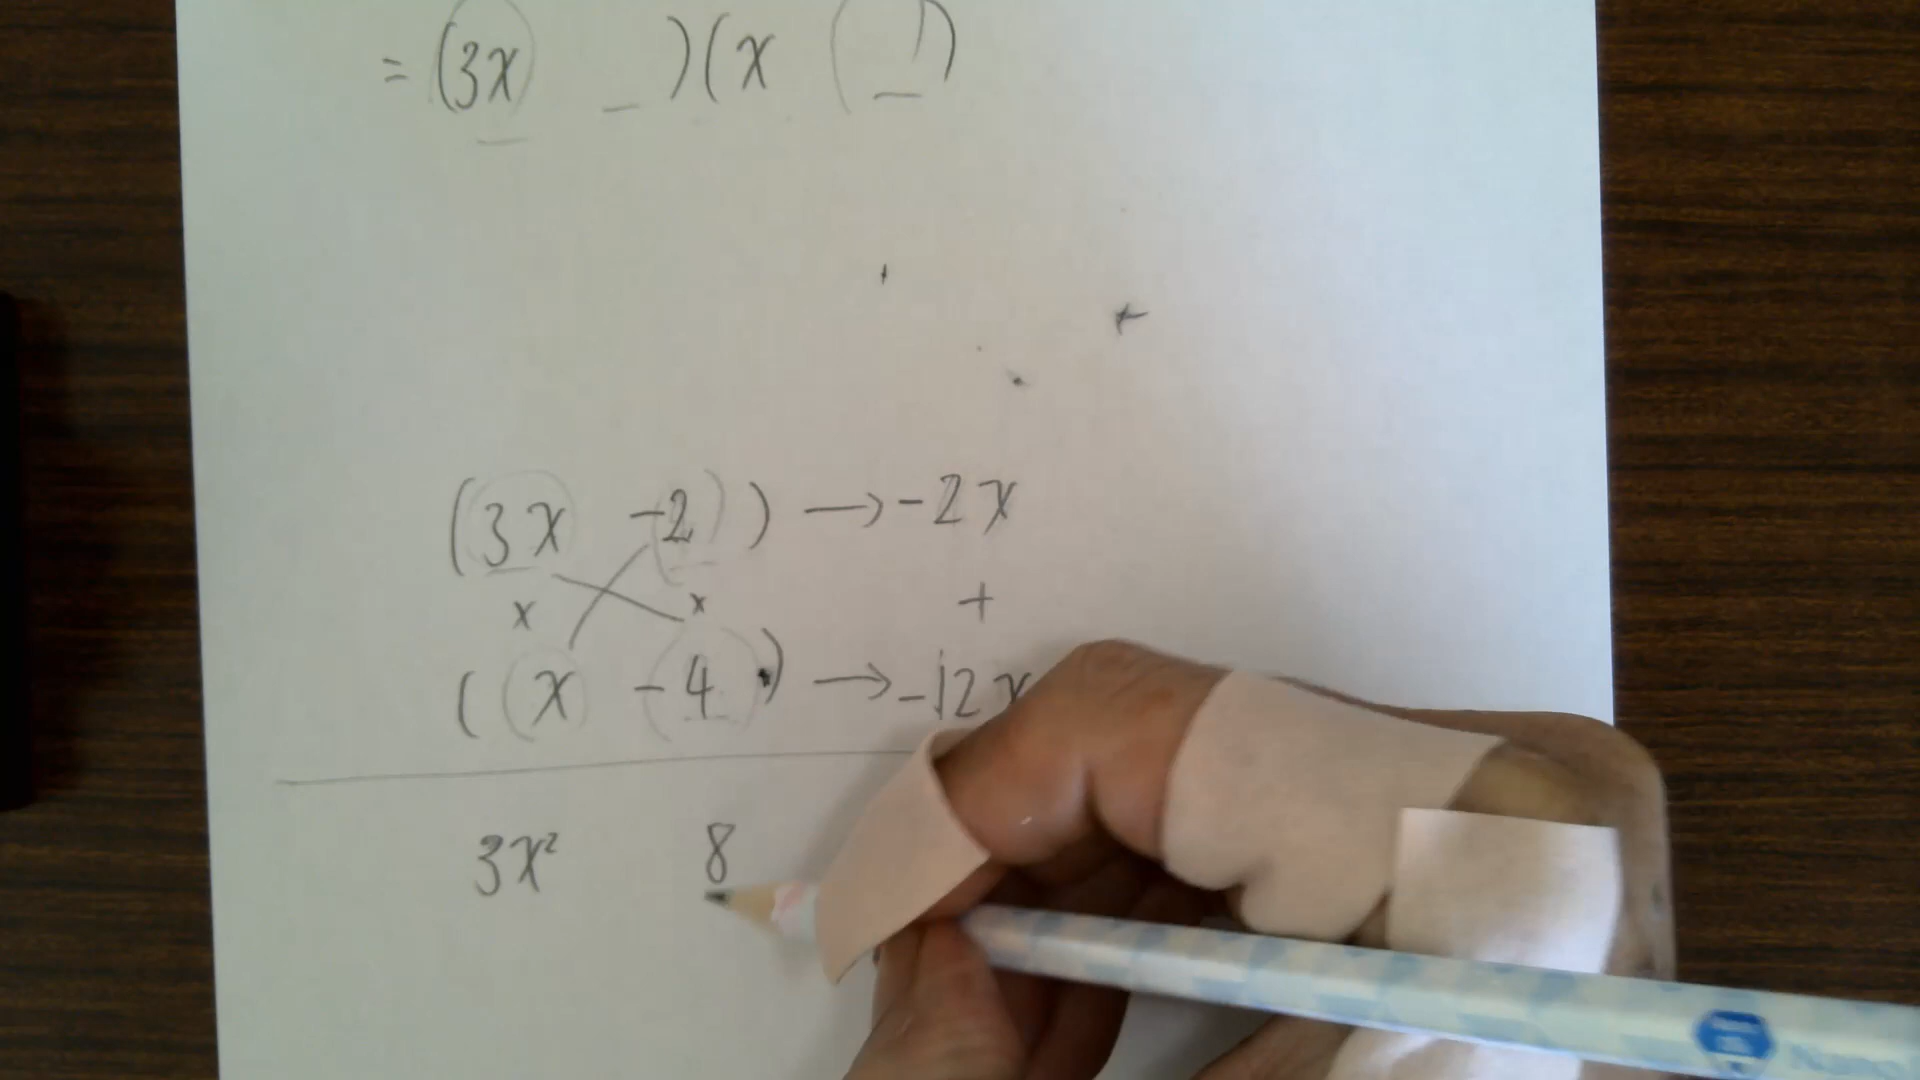 = (3x _ )(x _ )
(3x -2) → -2x
x x +
(x -4) → -12x
3x² 8